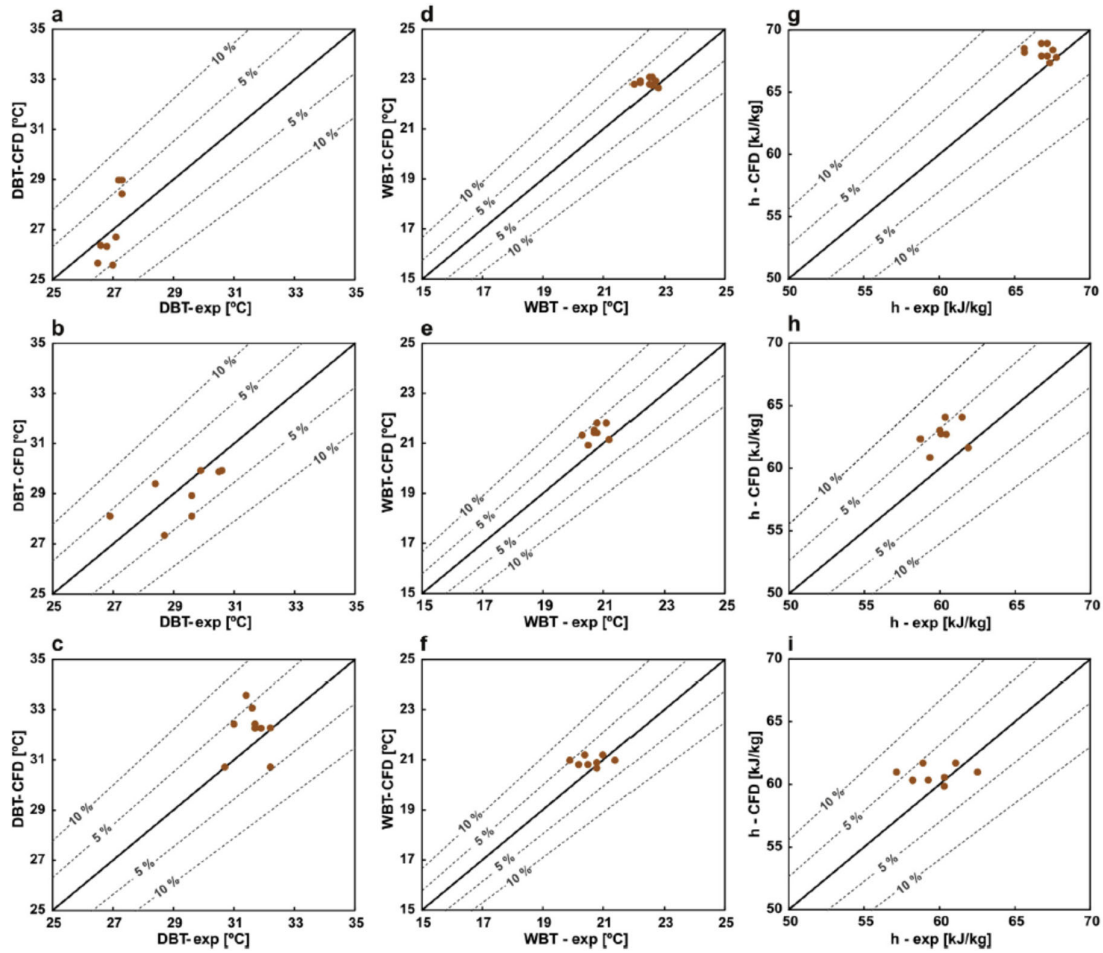 a
35
33
31
29
27
25
DBT-CFD [ºC]
10 %
5 %
5 %
10 %
25 27 29 31 33 35
DBT-exp [ºC]
d
25
23
21
19
17
15
WBT- CFD [ºC]
10 %
5 %
5 %
10 %
15 17 19 21 23 25
WBT - exp [ºC]
g
70
65
60
55
50
h - CFD [kJ/kg]
10 %
5 %
5 %
10 %
50 55 60 65 70
h - exp [kJ/kg]
b
35
33
31
29
27
25
DBT-CFD [ºC]
10 %
5 %
5 %
10 %
25 27 29 31 33 35
DBT-exp [ºC]
e
25
23
21
19
17
15
WBT-CFD [ºC]
10 %
5 %
5 %
10 %
15 17 19 21 23 25
WBT - exp [ºC]
h
70
65
60
55
50
h - CFD [kJ/kg]
10 %
5 %
5 %
10 %
50 55 60 65 70
h - exp [kJ/kg]
c
35
33
31
29
27
25
DBT-CFD [ºC]
10 %
5 %
5 %
10 %
25 27 29 31 33 35
DBT-exp [ºC]
f
25
23
21
19
17
15
WBT-CFD [ºC]
10 %
5 %
5 %
10 %
15 17 19 21 23 25
WBT - exp [ºC]
i
70
65
60
55
50
h - CFD [kJ/kg]
10 %
5 %
5 %
10 %
50 55 60 65 70
h - exp [kJ/kg]